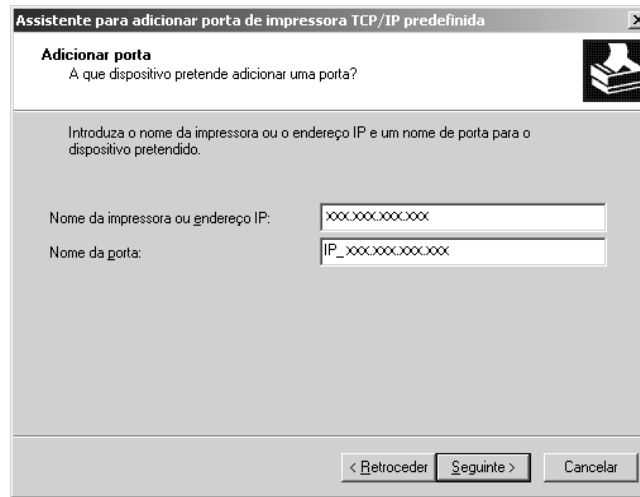 Assistente para adicionar porta de impressora TCP/IP predefinida
Adicionar porta
A que dispositivo pretende adicionar uma porta?
Introduza o nome da impressora ou o endereço IP e um nome de porta para o
dispositivo pretendido.
Nome da impressora ou endereço IP: xxx.xxx.xxx.xxx
Nome da porta: IP_xxx.xxx.xxx.xxx
< Retroceder Seguinte > Cancelar